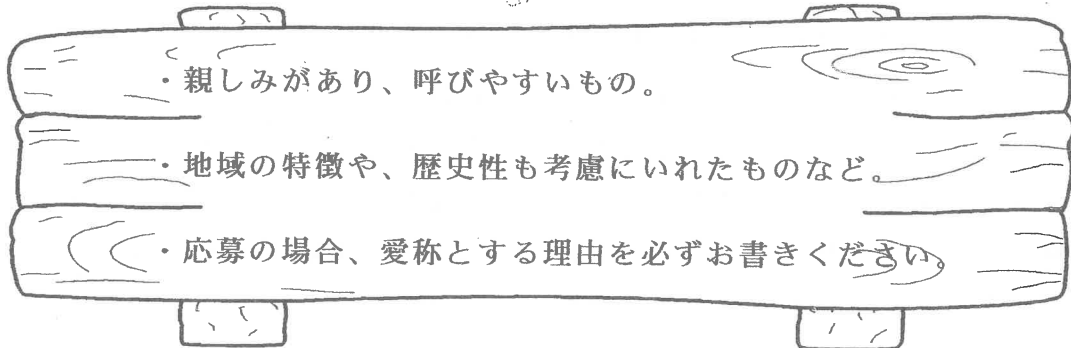 ・親しみがあり、呼びやすいもの。
・地域の特徴や、歴史性も考慮にいれたものなど。
・応募の場合、愛称とする理由を必ずお書きください。